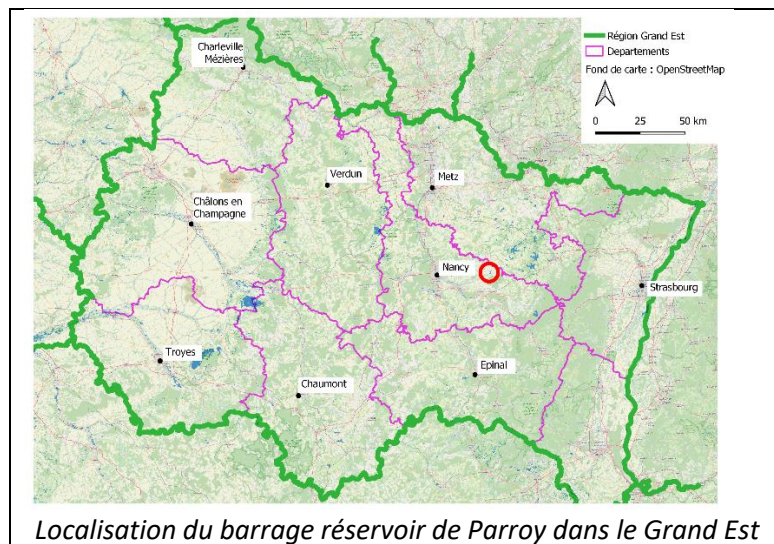 Charleville
Mézières
Région Grand Est
Departements
Fond de carte : OpenStreetMap
0 25 50 km
Verdun
Metz
Châlons en
Champagne
Nancy
Strasbourg
Troyes
Epinal
Chaumont
Localisation du barrage réservoir de Parroy dans le Grand Est